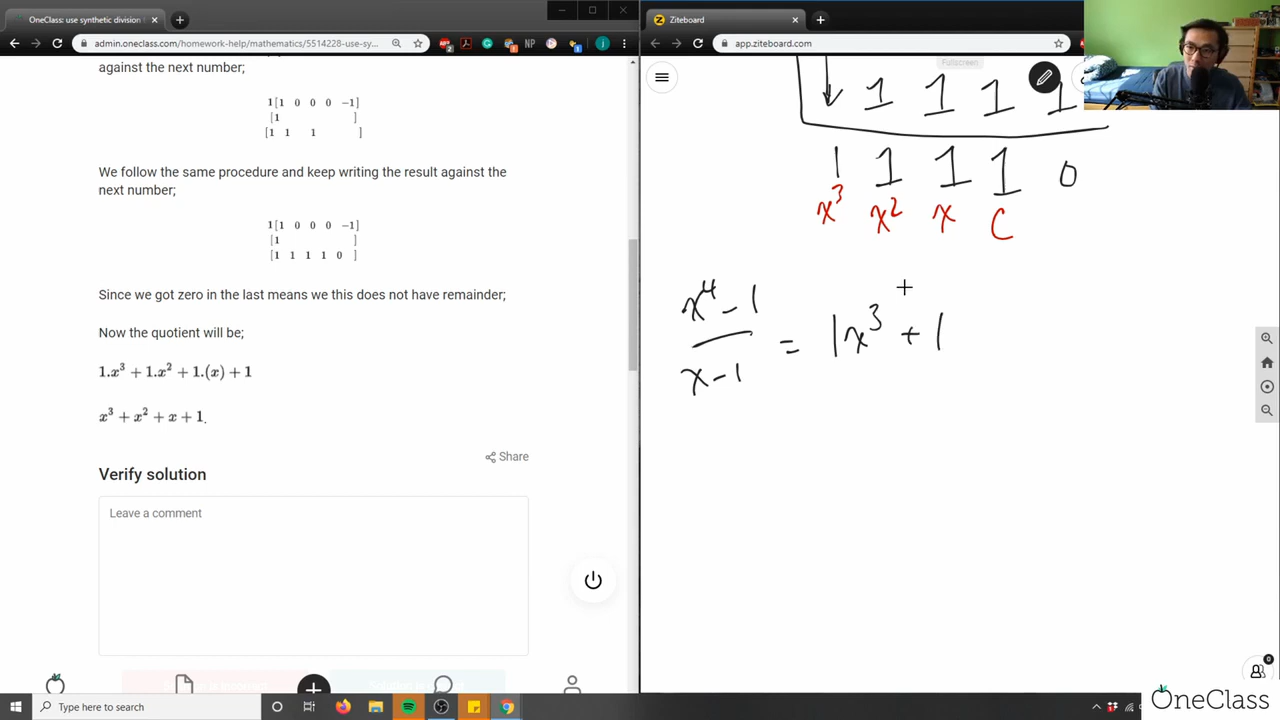 OneClass: use synthetic division
Ziteboard
admin.oneclass.com/homework-help/mathematics/5514228-use-sy...
app.ziteboard.com
NP
j
Fullscreen
against the next number;
1[1 0 0 0 −1]
[1 ]
[1 1 1 ]
We follow the same procedure and keep writing the result against the
next number;
1[1 0 0 0 −1]
[1 ]
[1 1 1 1 0 ]
Since we got zero in the last means we this does not have remainder;
Now the quotient will be;
1.x³ + 1.x² + 1.(x) + 1
x³ + x² + x + 1.
Share
Verify solution
Leave a comment
1 1 1 1
1 1 1 1 0
x³ x² x C
x⁴ − 1
x − 1
= 1x³ + 1
0
Type here to search
OneClass